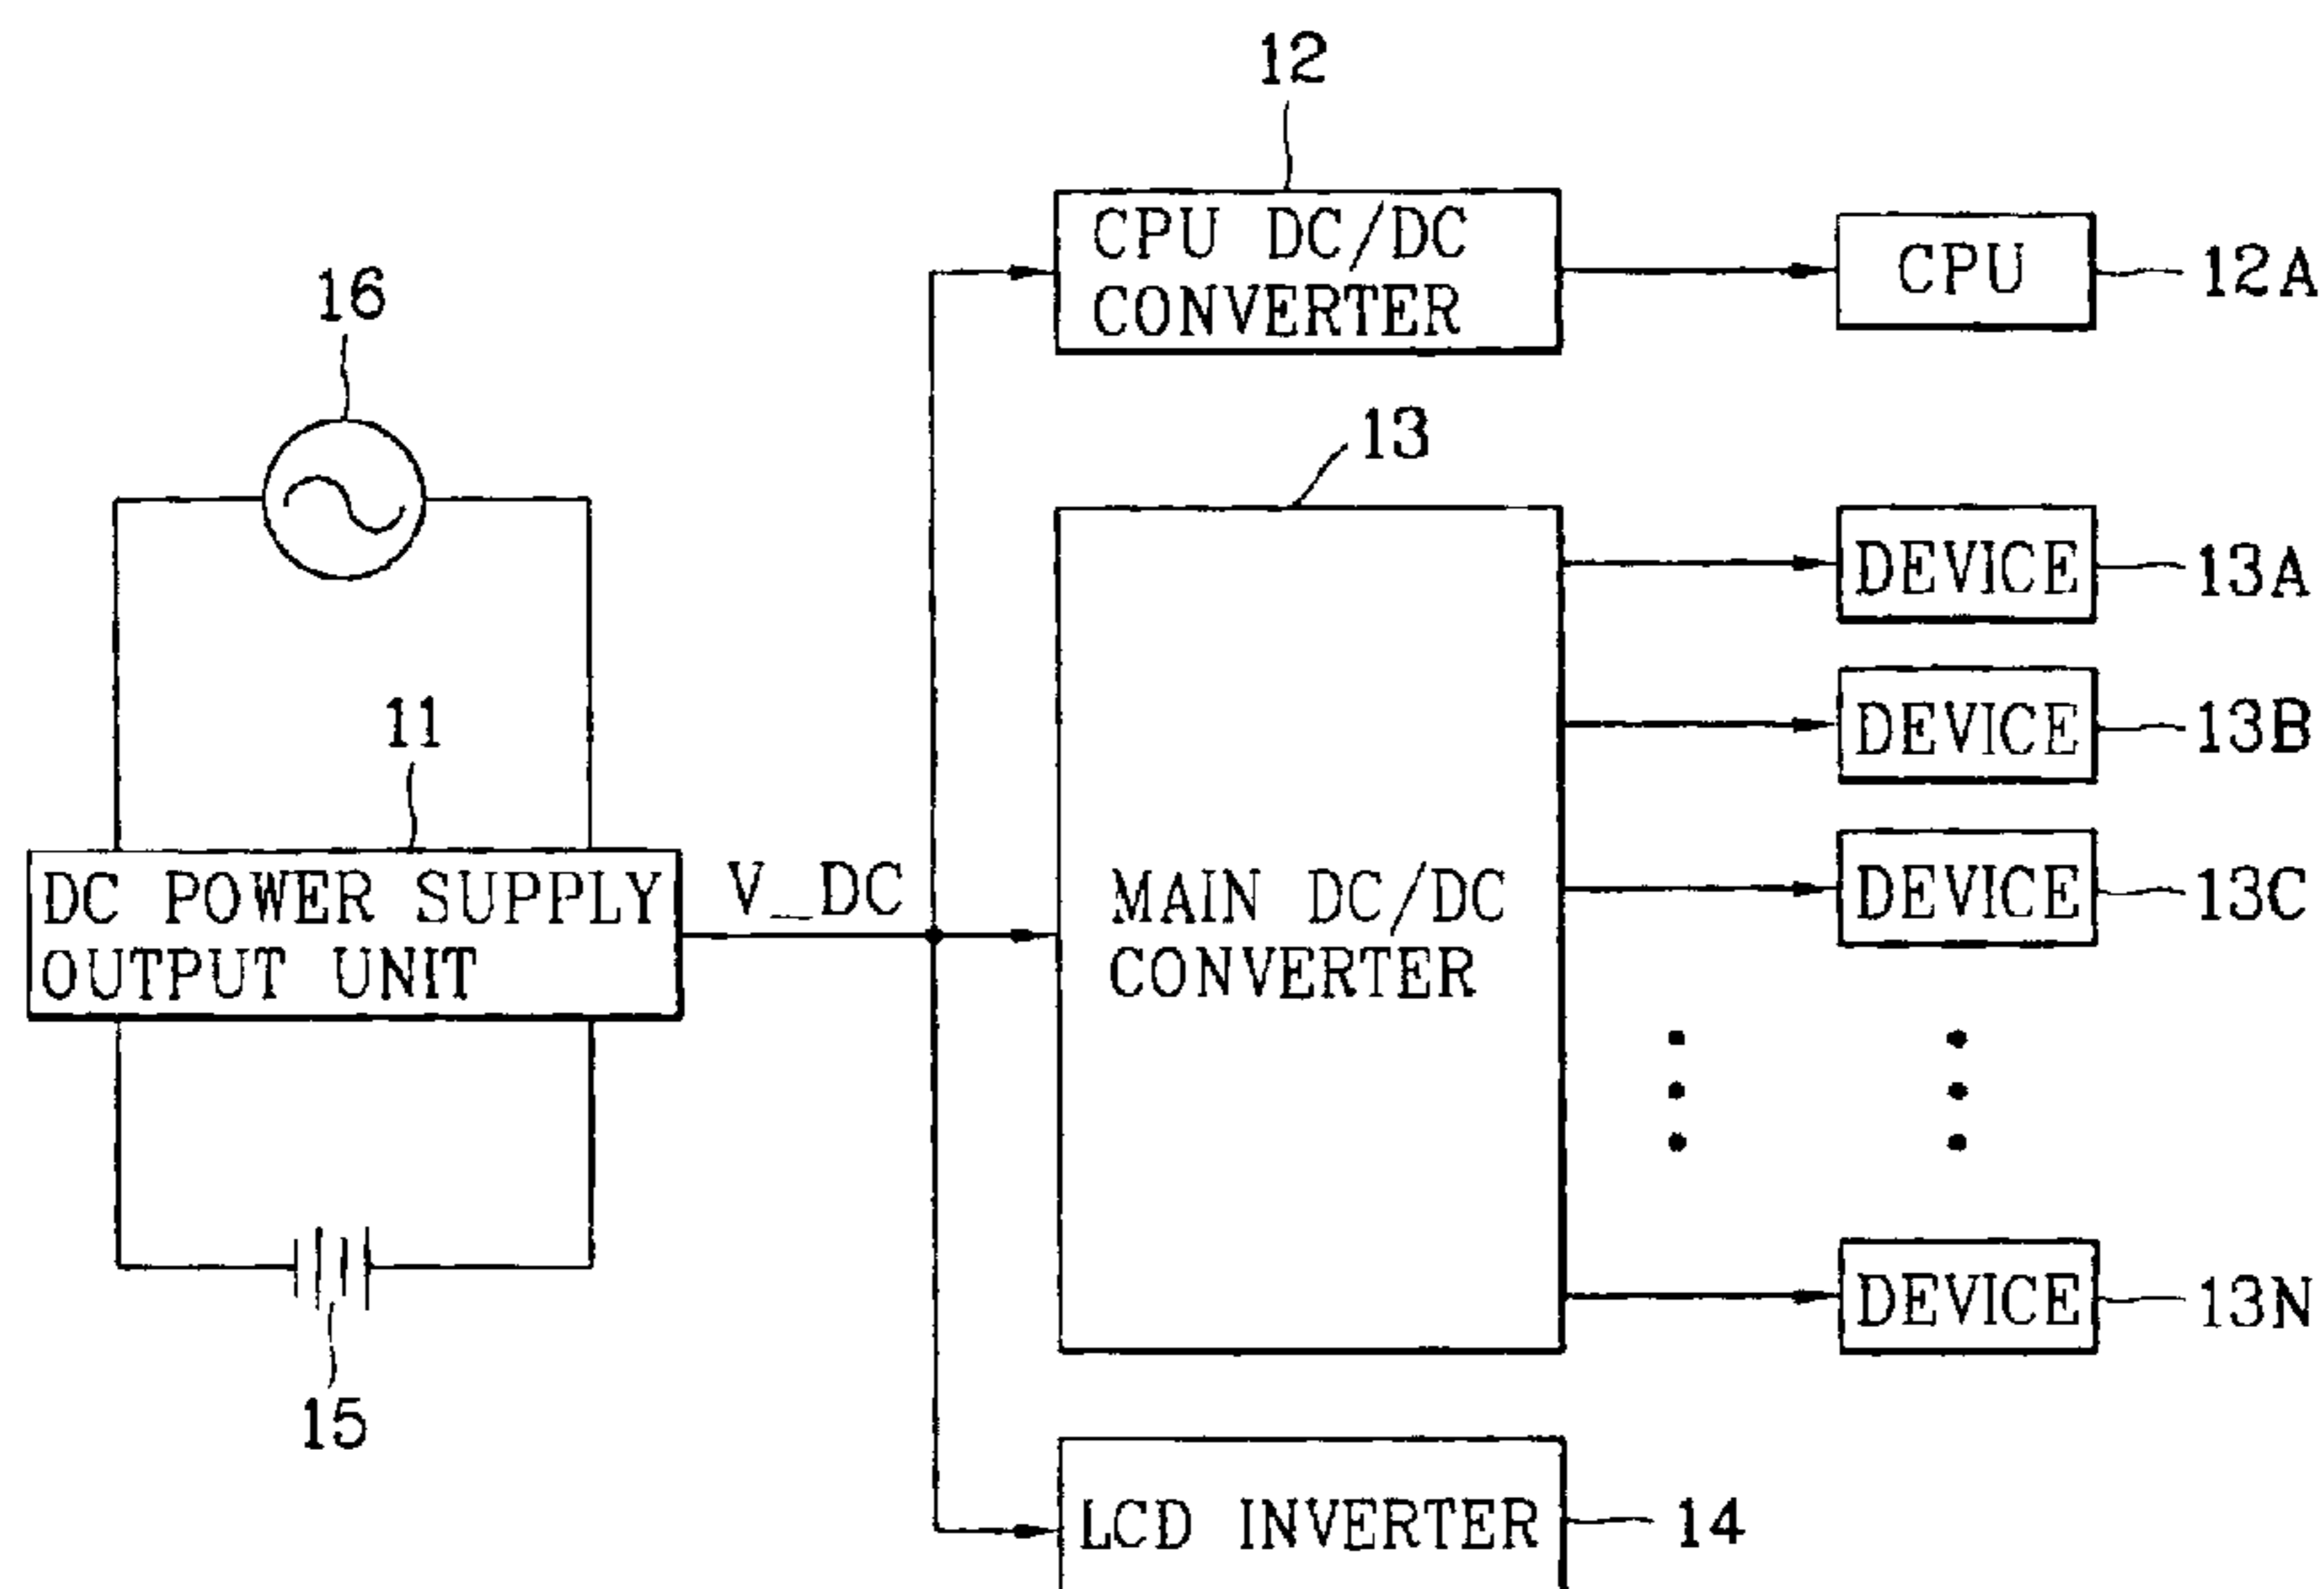 12
CPU DC/DC
CONVERTER
CPU
12A
16
13
DEVICE
13A
11
DEVICE
13B
DC POWER SUPPLY
OUTPUT UNIT
V_DC
MAIN DC/DC
CONVERTER
DEVICE
13C
DEVICE
13N
15
LCD INVERTER
14